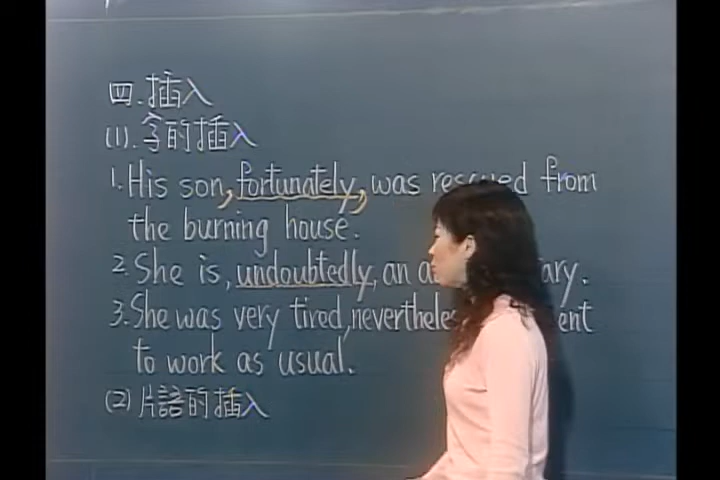 四.插入
(1).字的插入
1.His son, fortunately, was rescued from
the burning house.
2 She is, undoubtedly, an
3.She was very tired, nevertheless
to work as usual.
(2)片語的插入